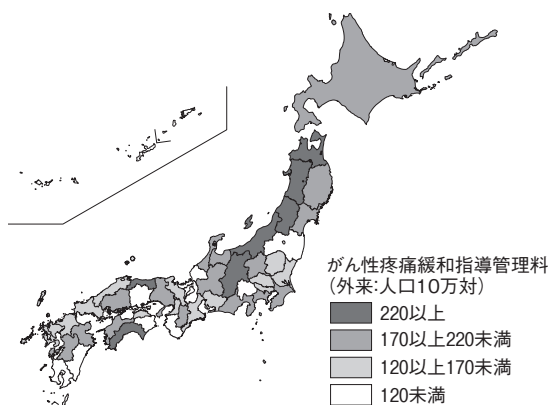 がん性疼痛緩和指導管理料
(外来:人口10万対)
220以上
170以上220未満
120以上170未満
120未満